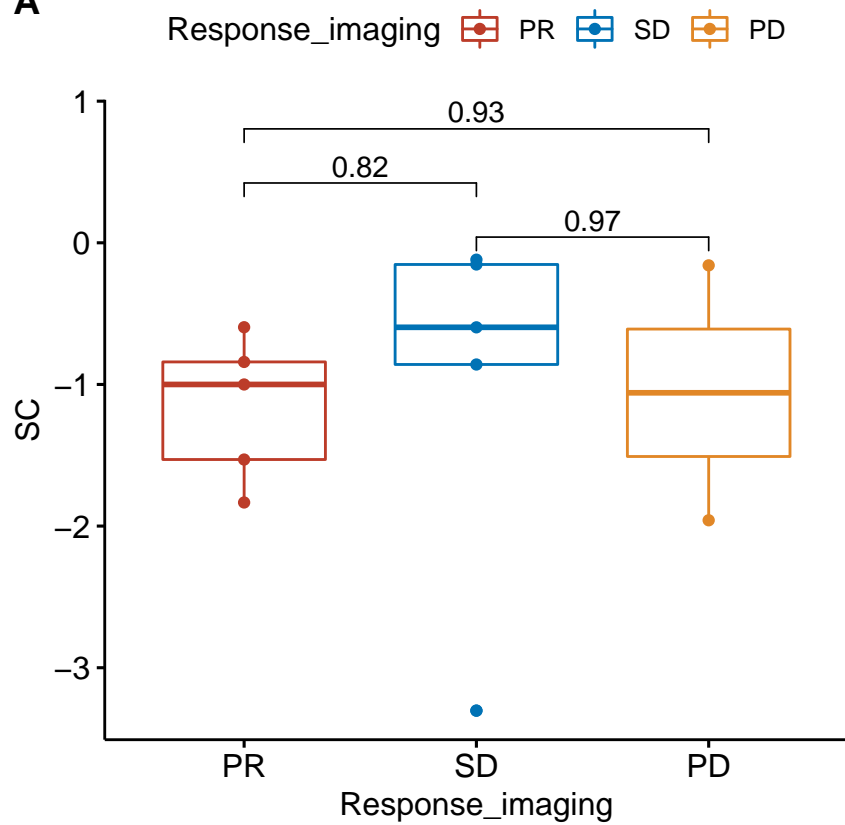 A
Response_imaging PR SD PD
1
0.93
0.82
0.97
0
−1
−2
−3
SC
PR SD PD
Response_imaging